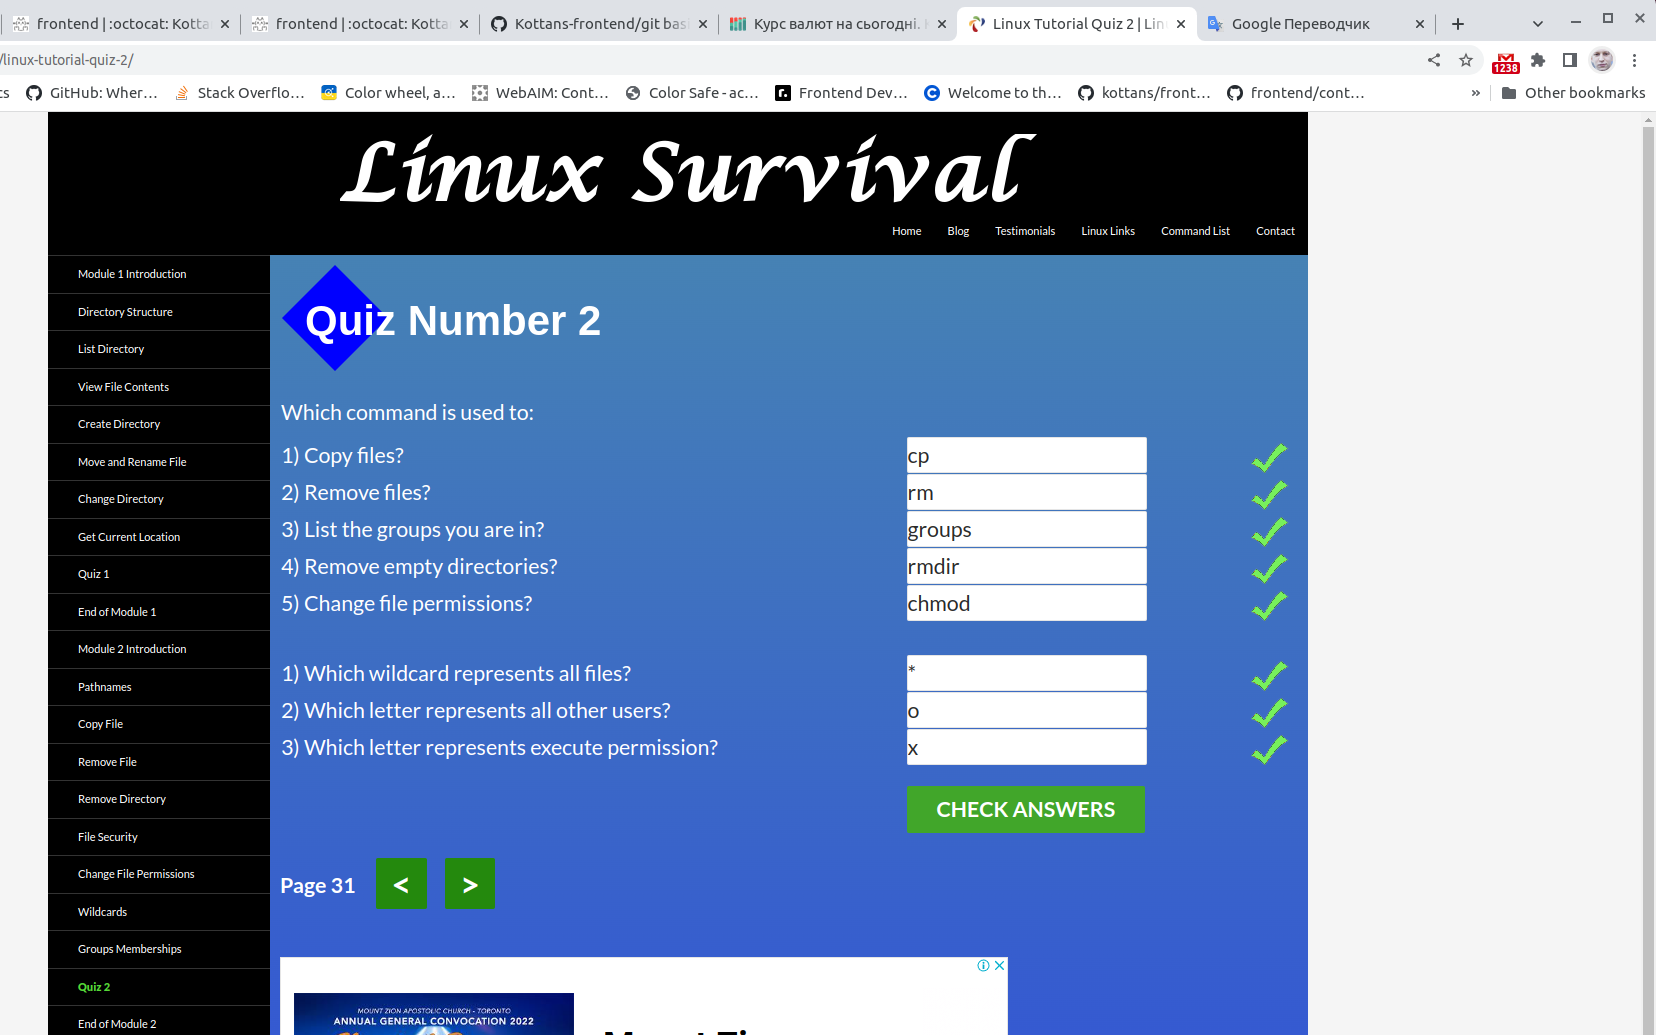 frontend | :octocat: Kotta
frontend | :octocat: Kotta
Kottans-frontend/git basi
Курс валют на сьогодні.
Linux Tutorial Quiz 2 | Lin
Google Переводчик
/linux-tutorial-quiz-2/
1238
cs
GitHub: Wher...
Stack Overflo...
Color wheel, a...
WebAIM: Cont...
Color Safe - ac...
Frontend Dev...
Welcome to th...
kottans/front...
frontend/cont...
»
Other bookmarks
Linux Survival
Home Blog Testimonials Linux Links Command List Contact
Module 1 Introduction
Directory Structure
List Directory
View File Contents
Create Directory
Move and Rename File
Change Directory
Get Current Location
Quiz 1
End of Module 1
Module 2 Introduction
Pathnames
Copy File
Remove File
Remove Directory
File Security
Change File Permissions
Wildcards
Groups Memberships
Quiz 2
End of Module 2
Quiz Number 2
Which command is used to:
1) Copy files? cp
2) Remove files? rm
3) List the groups you are in? groups
4) Remove empty directories? rmdir
5) Change file permissions? chmod
1) Which wildcard represents all files? *
2) Which letter represents all other users? o
3) Which letter represents execute permission? x
CHECK ANSWERS
Page 31 < >
MOUNT ZION APOSTOLIC CHURCH - TORONTO
ANNUAL GENERAL CONVOCATION 2022
Mount Zion